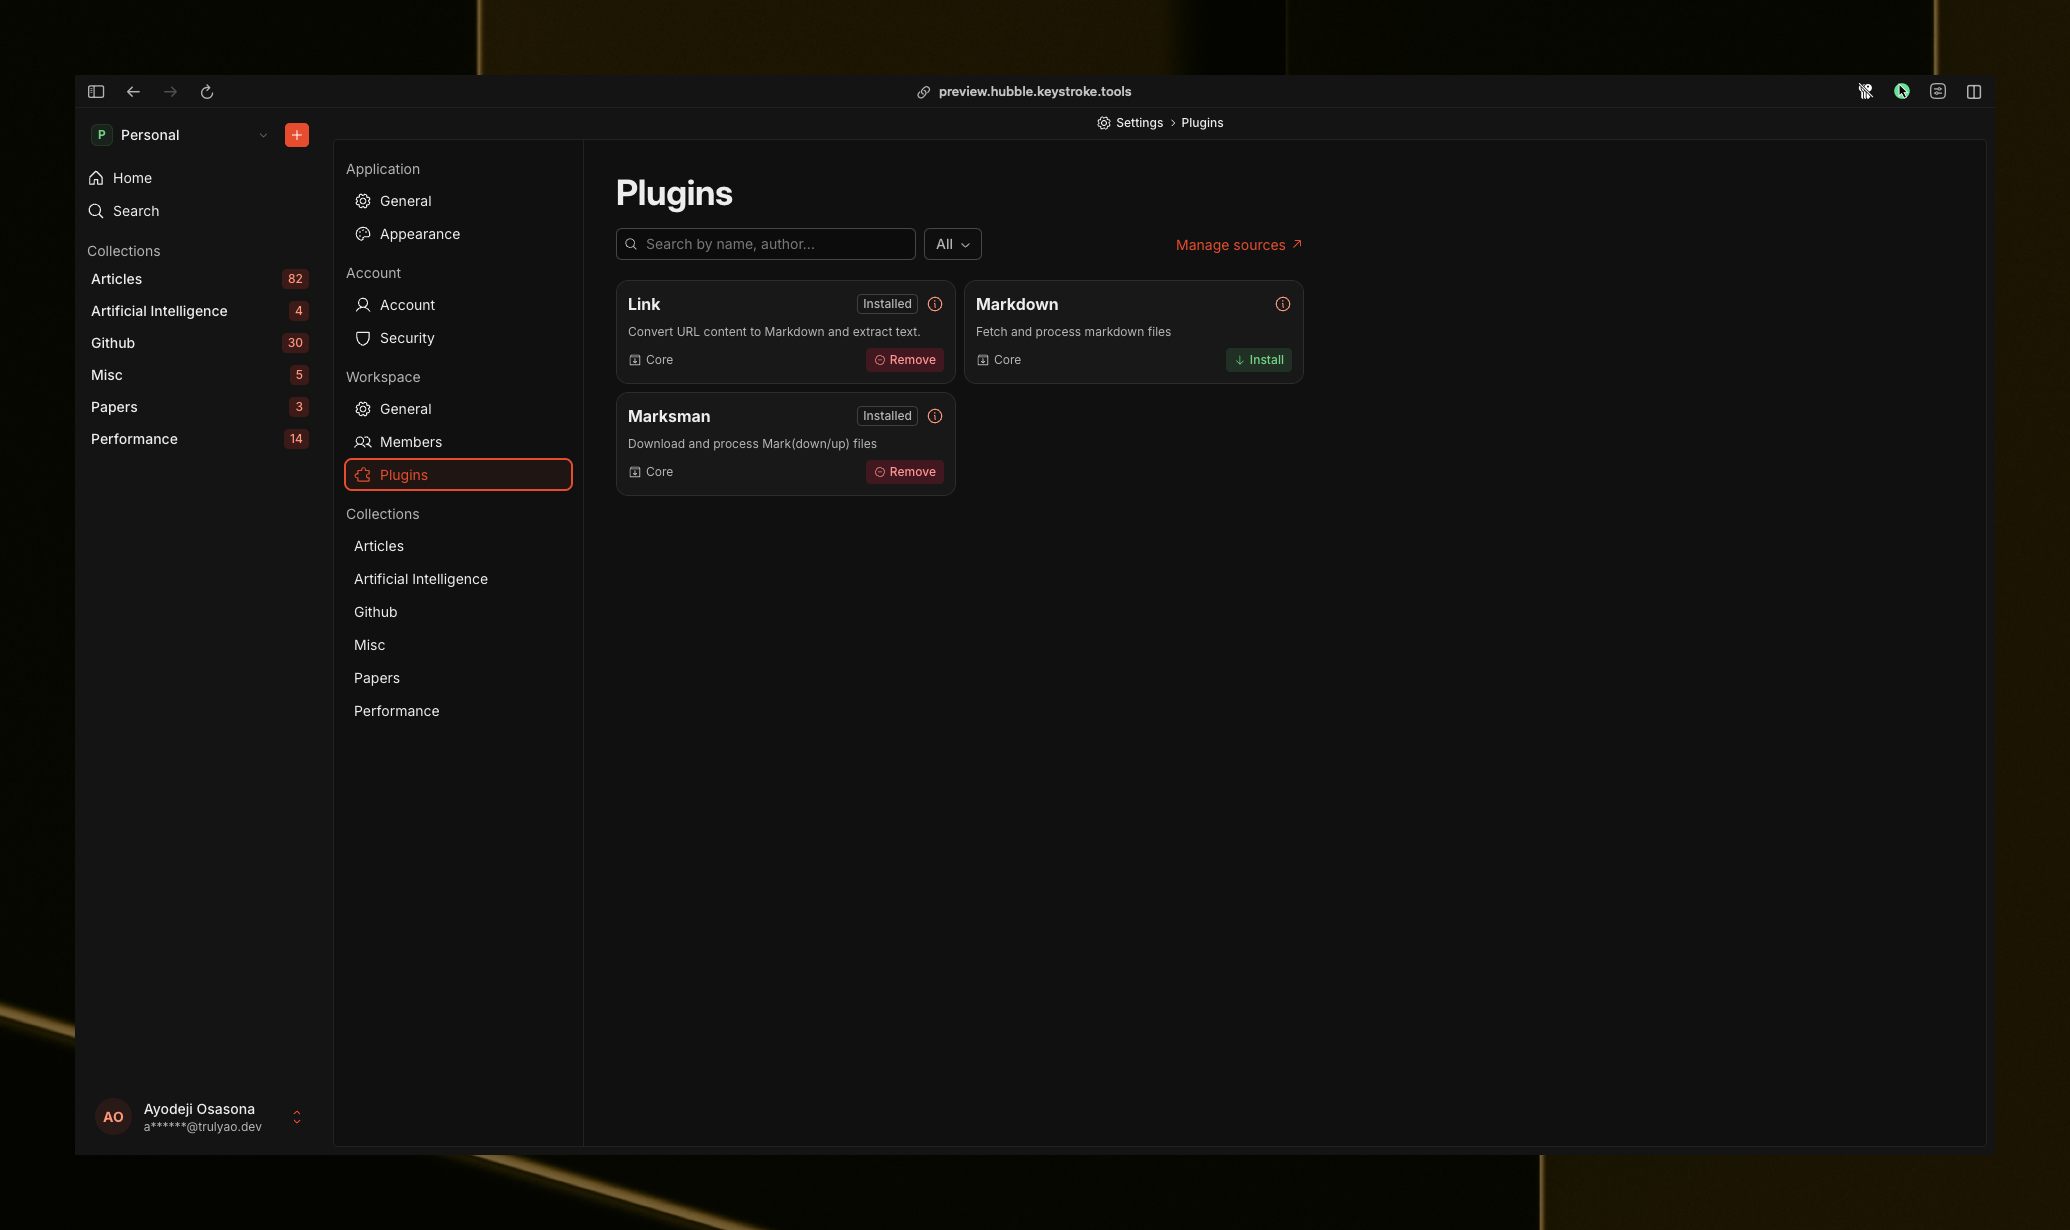 preview.hubble.keystroke.tools
P Personal
Home
Search
Collections
Articles 82
Artificial Intelligence 4
Github 30
Misc 5
Papers 3
Performance 14
AO
Ayodeji Osasona
a******@trulyao.dev
Settings > Plugins
Application
General
Appearance
Account
Account
Security
Workspace
General
Members
Plugins
Collections
Articles
Artificial Intelligence
Github
Misc
Papers
Performance
Plugins
Search by name, author...
All
Manage sources
Link Installed
Convert URL content to Markdown and extract text.
Core Remove
Markdown
Fetch and process markdown files
Core Install
Marksman Installed
Download and process Mark(down/up) files
Core Remove